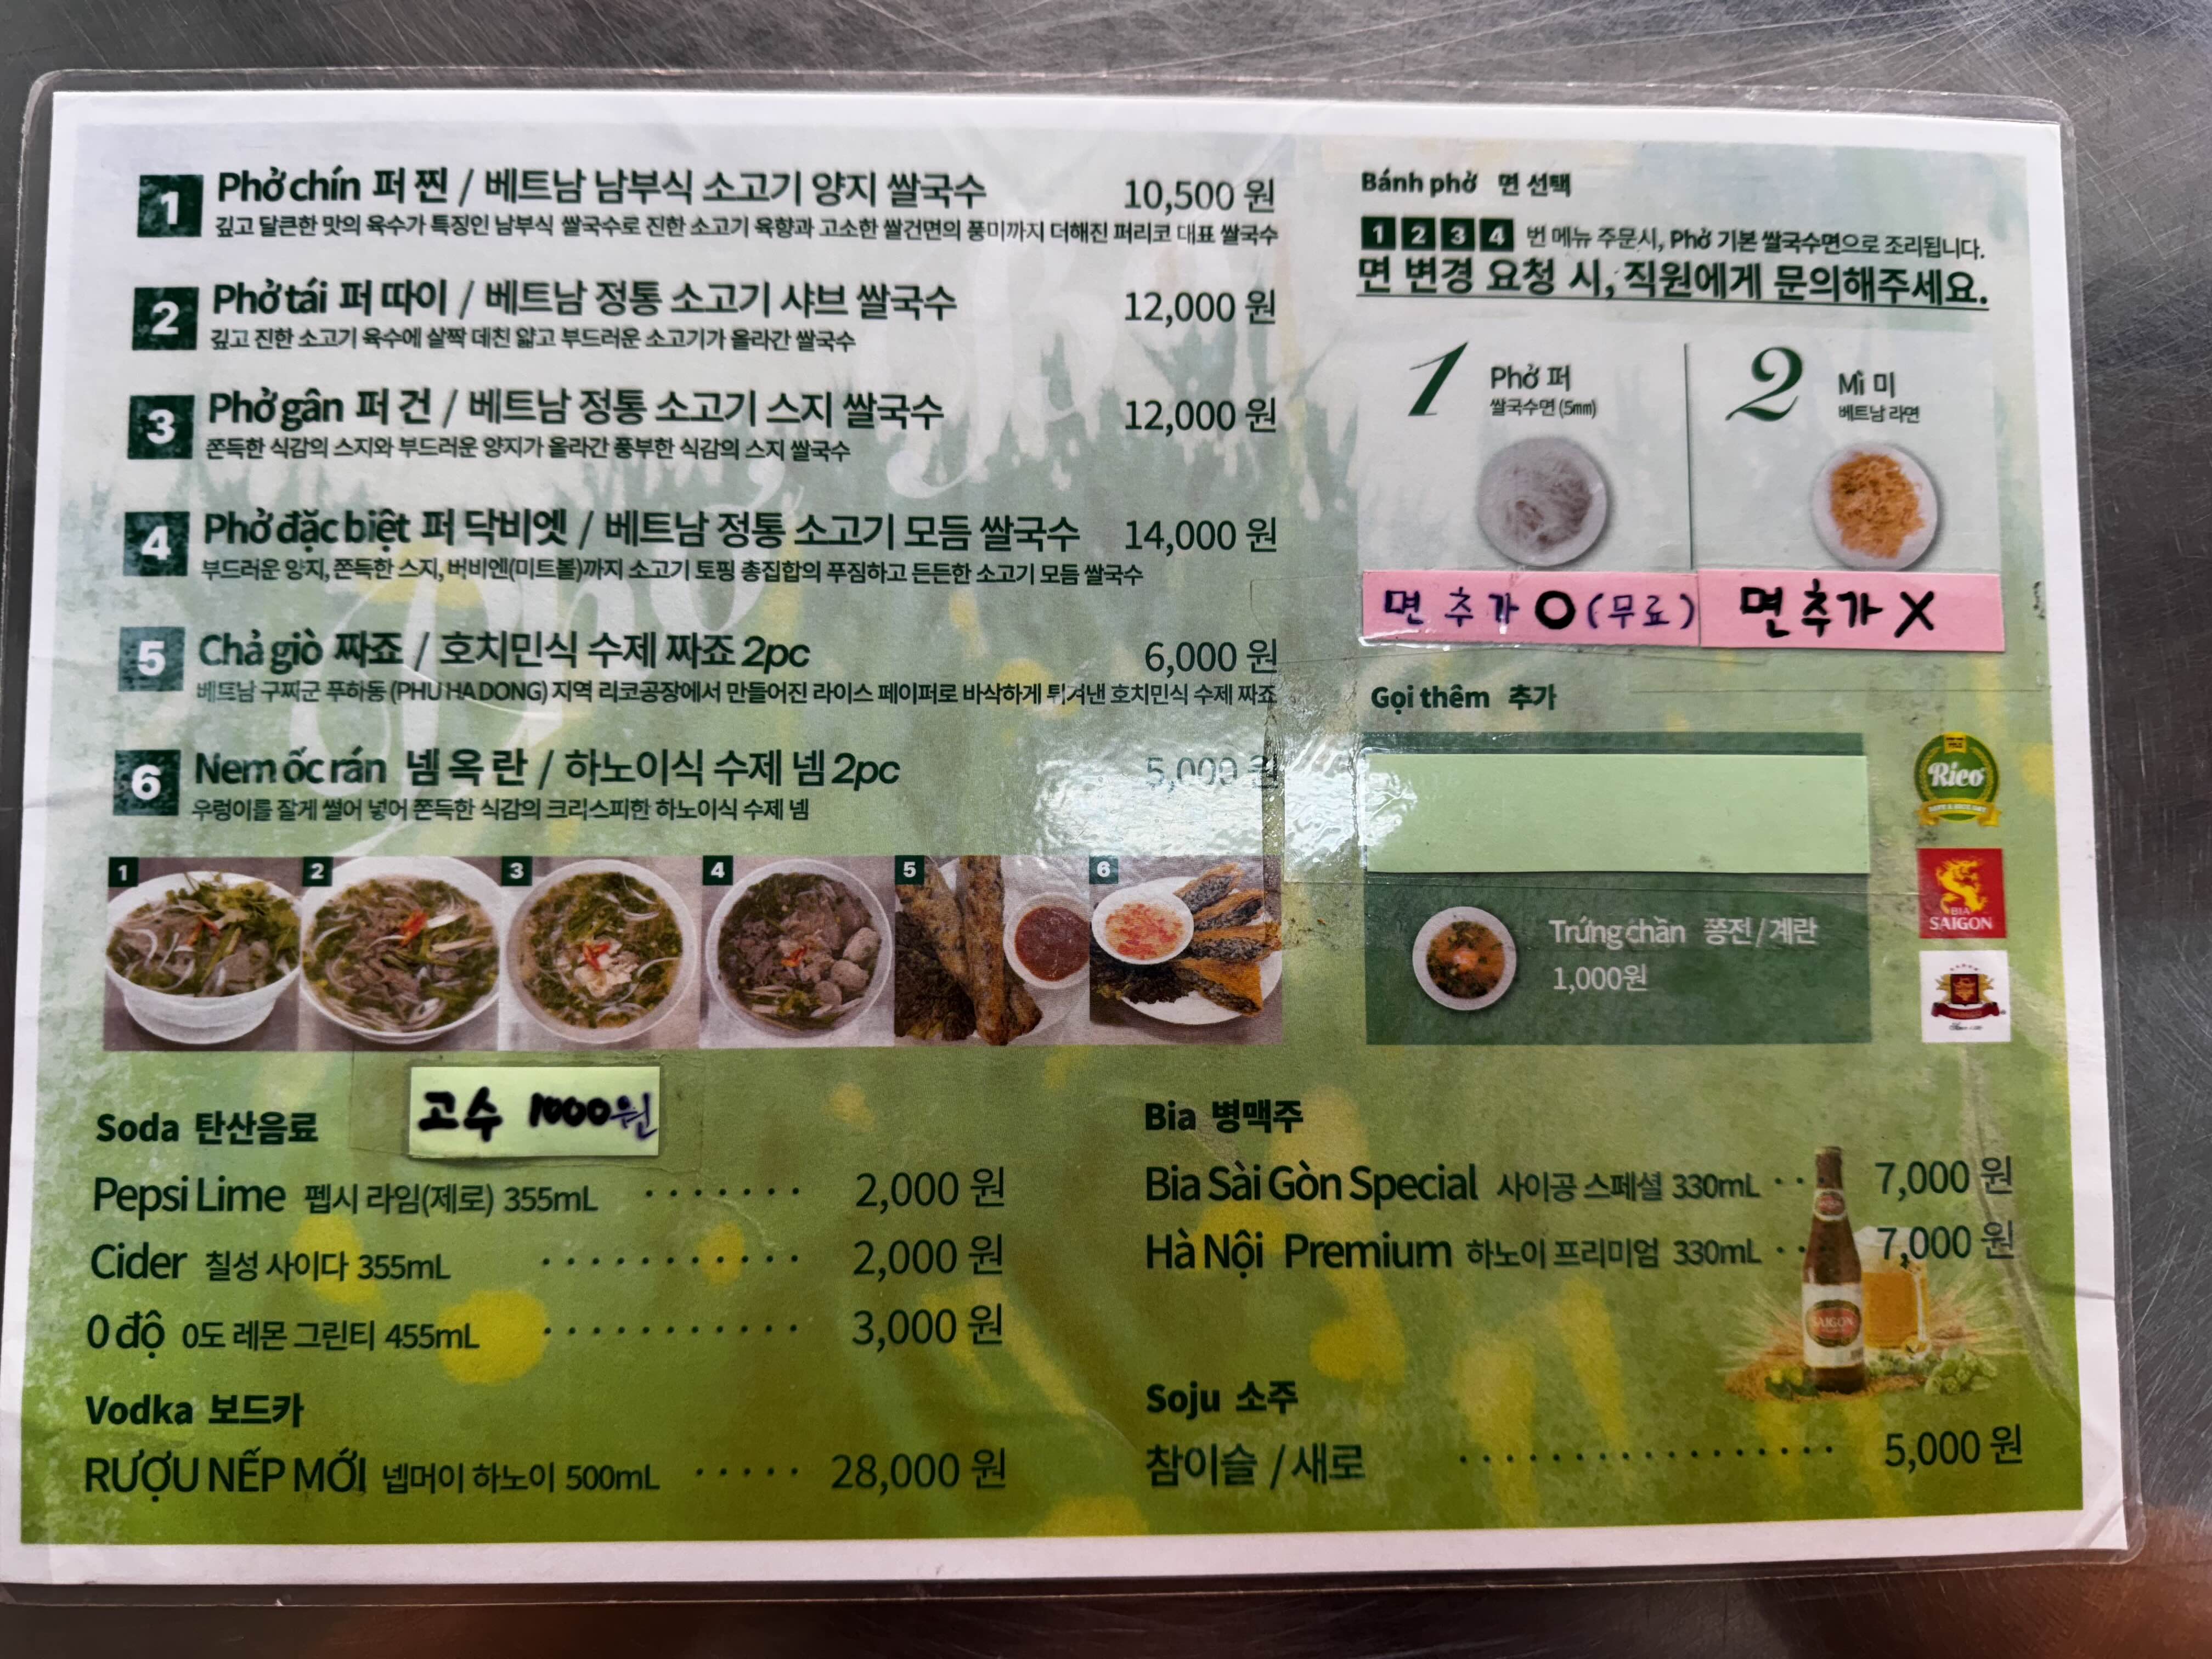 1 Phở chín 퍼 찐 / 베트남 남부식 소고기 양지 쌀국수 10,500 원
깊고 달큰한 맛의 육수가 특징인 남부식 쌀국수로 진한 소고기 육향과 고소한 쌀건면의 풍미까지 더해진 퍼리코 대표 쌀국수
2 Phở tái 퍼 따이 / 베트남 정통 소고기 샤브 쌀국수 12,000 원
깊고 진한 소고기 육수에 살짝 데친 얇고 부드러운 소고기가 올라간 쌀국수
3 Phở gân 퍼 건 / 베트남 정통 소고기 스지 쌀국수 12,000 원
쫀득한 식감의 스지와 부드러운 양지가 올라간 풍부한 식감의 스지 쌀국수
4 Phở đặc biệt 퍼 닥비엣 / 베트남 정통 소고기 모듬 쌀국수 14,000 원
부드러운 양지, 쫀득한 스지, 버비엔(미트볼)까지 소고기 토핑 총집합의 푸짐하고 든든한 소고기 모듬 쌀국수
5 Chả giò 짜죠 / 호치민식 수제 짜죠 2pc 6,000 원
베트남 구찌군 푸하동 (PHU HA DONG) 지역 리코공장에서 만들어진 라이스 페이퍼로 바삭하게 튀겨낸 호치민식 수제 짜죠
6 Nem ốc rán 넴 옥 란 / 하노이식 수제 넴 2pc 5,000 원
우렁이를 잘게 썰어 넣어 쫀득한 식감의 크리스피한 하노이식 수제 넴
1 2 3 4 5 6
Bánh phở 면 선택
1 2 3 4 번 메뉴 주문시, Phở 기본 쌀국수면으로 조리됩니다.
면 변경 요청 시, 직원에게 문의해주세요.
1 Phở 퍼
쌀국수면 (5mm)
2 Mì 미
베트남 라면
면 추가 O (무료)
면 추가 X
Gọi thêm 추가
Trứng chần 쯩전 / 계란
1,000원
Rico
BIA
SAIGON
고수 1000원
Soda 탄산음료
Pepsi Lime 펩시 라임(제로) 355mL ······· 2,000 원
Cider 칠성 사이다 355mL ··········· 2,000 원
0 độ 0도 레몬 그린티 455mL ··········· 3,000 원
Vodka 보드카
RƯỢU NẾP MỚI 넵머이 하노이 500mL ····· 28,000 원
Bia 병맥주
Bia Sài Gòn Special 사이공 스페셜 330mL ·· 7,000 원
Hà Nội Premium 하노이 프리미엄 330mL ·· 7,000 원
SAIGON
Soju 소주
참이슬 / 새로 ················· 5,000 원